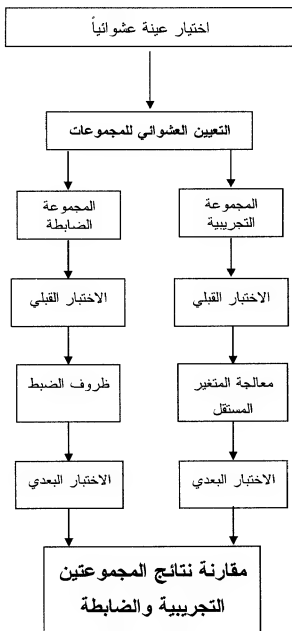 اختيار عينة عشوائياً
التعيين العشوائي للمجموعات
المجموعة
التجريبية
المجموعة
الضابطة
الاختبار القبلي
الاختبار القبلي
معالجة المتغير
المستقل
ظروف الضبط
الاختبار البعدي
الاختبار البعدي
مقارنة نتائج المجموعتين
التجريبية والضابطة